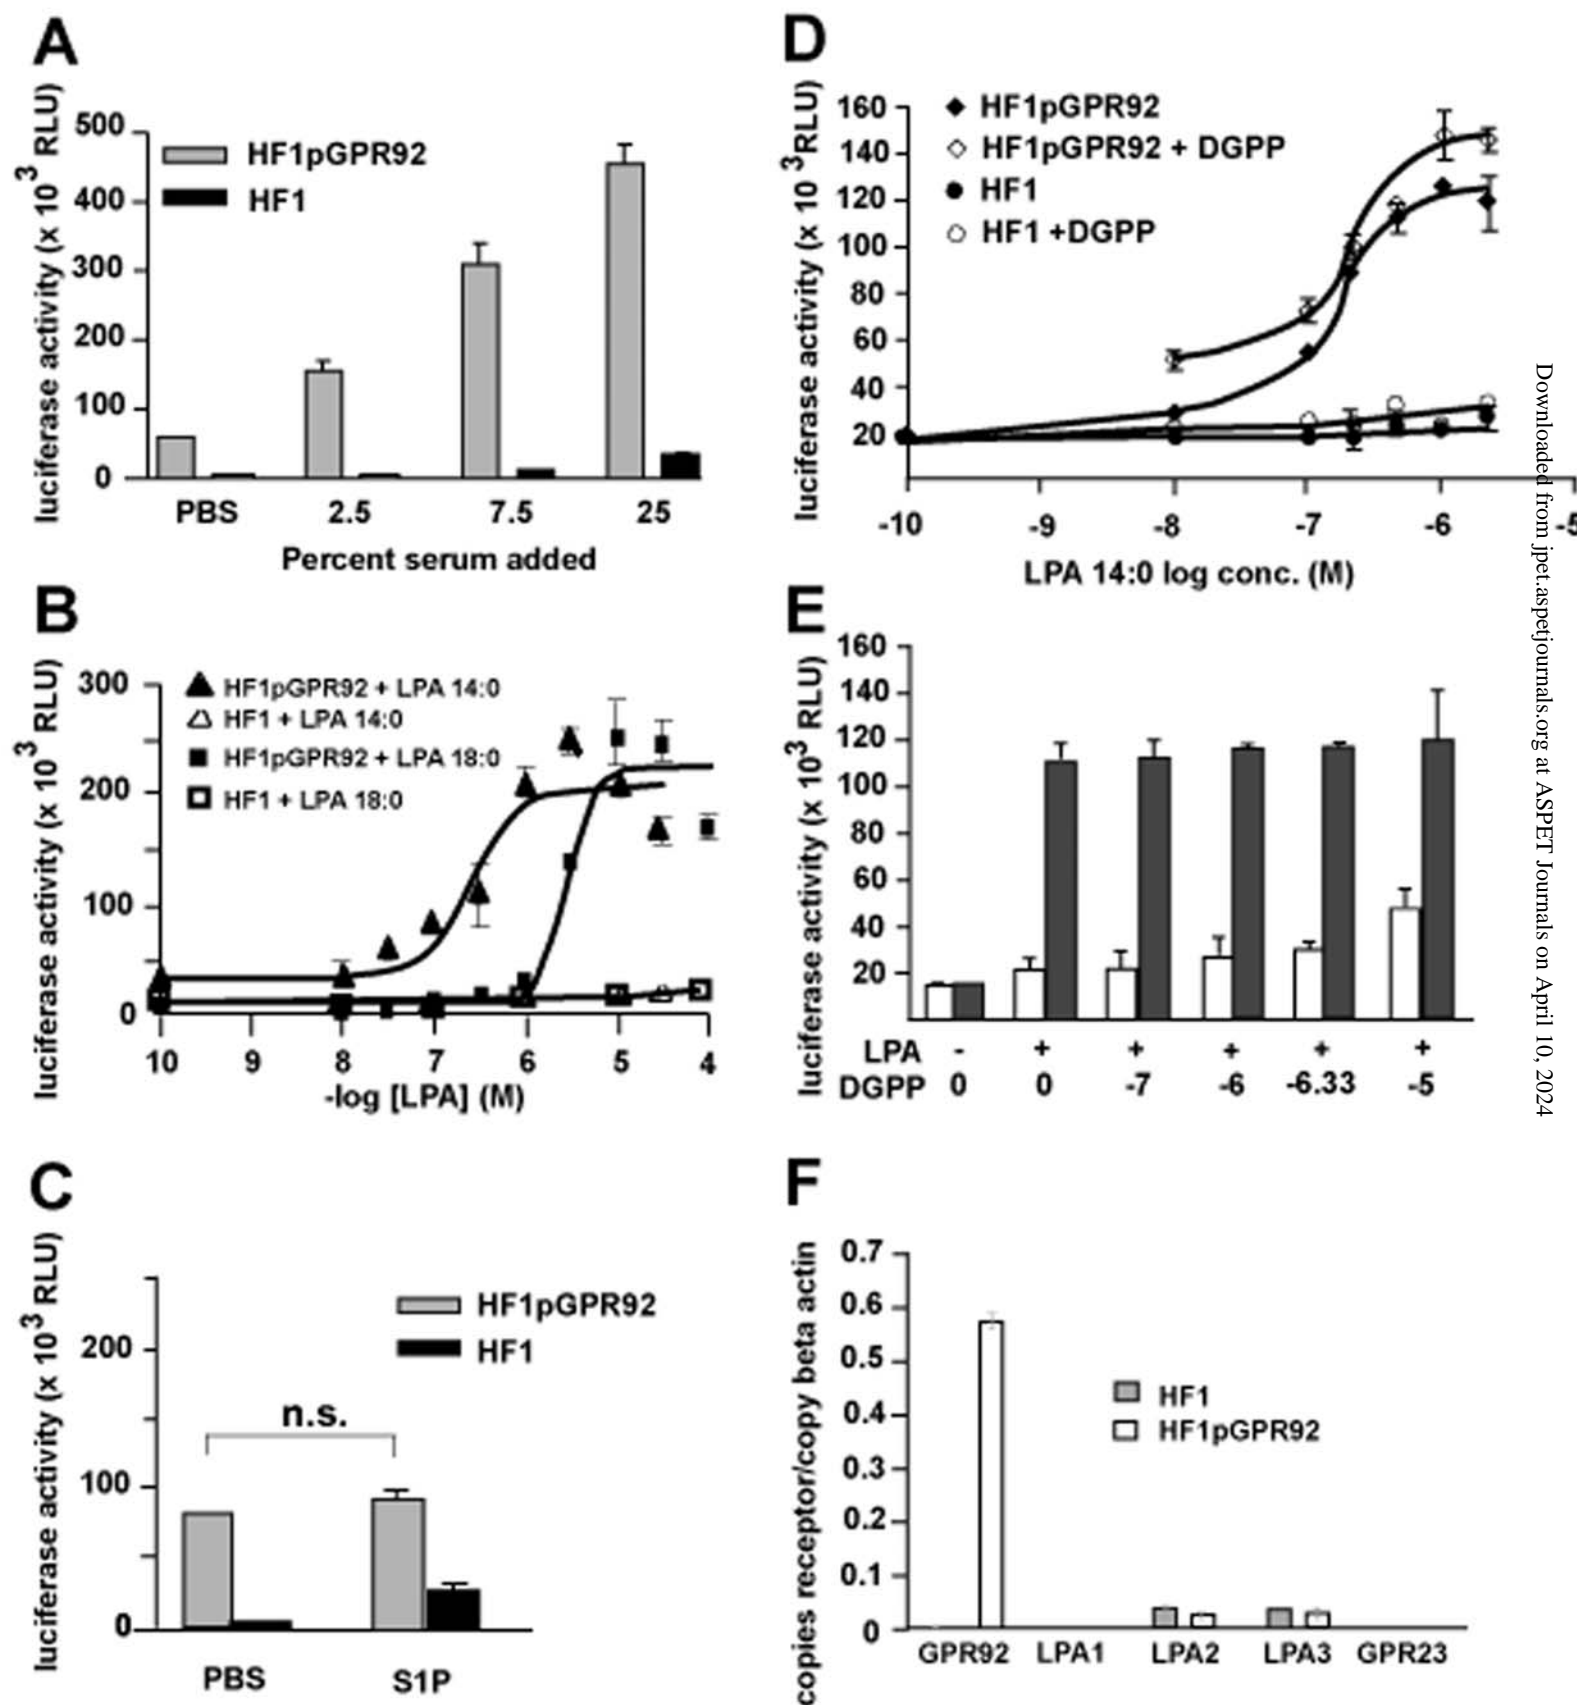 A
luciferase activity (x 10³ RLU)
500
400
300
200
100
0
HF1pGPR92
HF1
PBS 2.5 7.5 25
Percent serum added
B
luciferase activity (x 10³ RLU)
300
200
100
0
HF1pGPR92 + LPA 14:0
HF1 + LPA 14:0
HF1pGPR92 + LPA 18:0
HF1 + LPA 18:0
10 9 8 7 6 5 4
-log [LPA] (M)
C
luciferase activity (x 10³ RLU)
200
100
0
HF1pGPR92
HF1
n.s.
PBS S1P
D
luciferase activity (x 10³RLU)
160
140
120
100
80
60
40
20
HF1pGPR92
HF1pGPR92 + DGPP
HF1
HF1 +DGPP
-10 -9 -8 -7 -6 -5
LPA 14:0 log conc. (M)
E
luciferase activity (x 10³ RLU)
160
140
120
100
80
60
40
20
LPA - + + + + +
DGPP 0 0 -7 -6 -6.33 -5
F
copies receptor/copy beta actin
0.7
0.6
0.5
0.4
0.3
0.2
0.1
0
HF1
HF1pGPR92
GPR92 LPA1 LPA2 LPA3 GPR23
Downloaded from jpet.aspetjournals.org at ASPET Journals on April 10, 2024